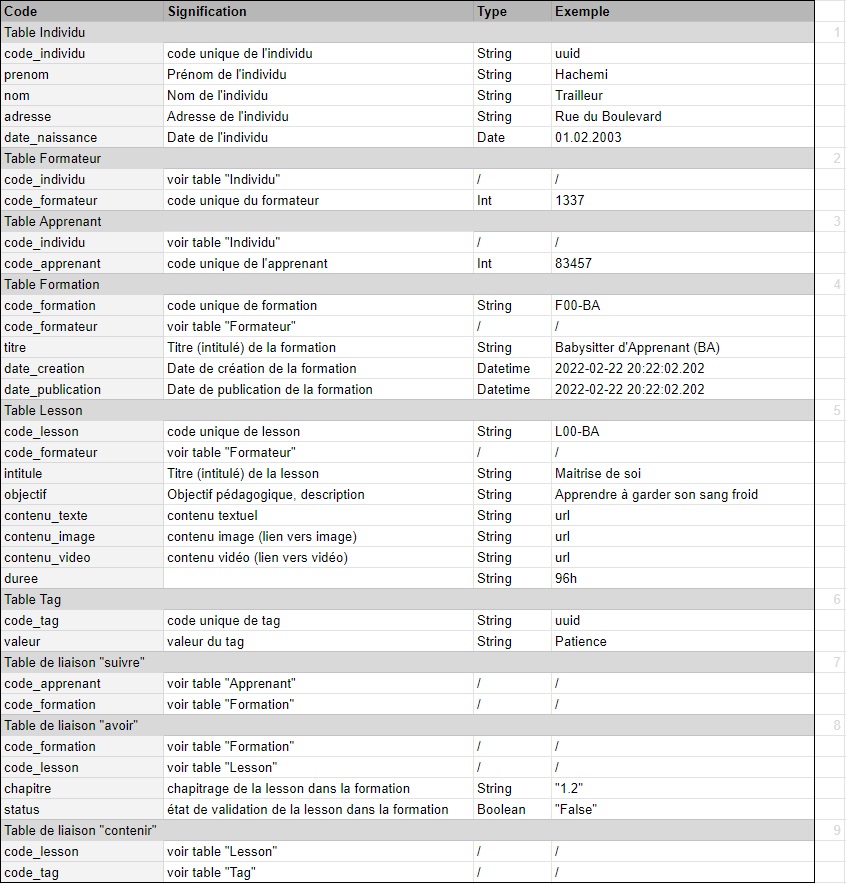 Code Signification Type Exemple
Table Individu 1
code_individu code unique de l'individu String uuid
prenom Prénom de l'individu String Hachemi
nom Nom de l'individu String Trailleur
adresse Adresse de l'individu String Rue du Boulevard
date_naissance Date de l'individu Date 01.02.2003
Table Formateur 2
code_individu voir table "Individu" / /
code_formateur code unique du formateur Int 1337
Table Apprenant 3
code_individu voir table "Individu" / /
code_apprenant code unique de l'apprenant Int 83457
Table Formation 4
code_formation code unique de formation String F00-BA
code_formateur voir table "Formateur" / /
titre Titre (intitulé) de la formation String Babysitter d'Apprenant (BA)
date_creation Date de création de la formation Datetime 2022-02-22 20:22:02.202
date_publication Date de publication de la formation Datetime 2022-02-22 20:22:02.202
Table Lesson 5
code_lesson code unique de lesson String L00-BA
code_formateur voir table "Formateur" / /
intitule Titre (intitulé) de la lesson String Maitrise de soi
objectif Objectif pédagogique, description String Apprendre à garder son sang froid
contenu_texte contenu textuel String url
contenu_image contenu image (lien vers image) String url
contenu_video contenu vidéo (lien vers vidéo) String url
duree String 96h
Table Tag 6
code_tag code unique de tag String uuid
valeur valeur du tag String Patience
Table de liaison "suivre" 7
code_apprenant voir table "Apprenant" / /
code_formation voir table "Formation" / /
Table de liaison "avoir" 8
code_formation voir table "Formation" / /
code_lesson voir table "Lesson" / /
chapitre chapitrage de la lesson dans la formation String "1.2"
status état de validation de la lesson dans la formation Boolean "False"
Table de liaison "contenir" 9
code_lesson voir table "Lesson" / /
code_tag voir table "Tag" / /